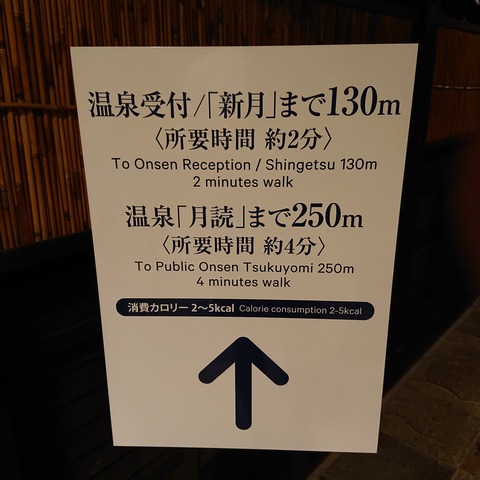 温泉受付/「新月」まで130m
〈所要時間 約2分〉
To Onsen Reception / Shingetsu 130m
2 minutes walk
温泉「月読」まで250m
〈所要時間 約4分〉
To Public Onsen Tsukuyomi 250m
4 minutes walk
消費カロリー 2〜5kcal Calorie consumption 2-5kcal